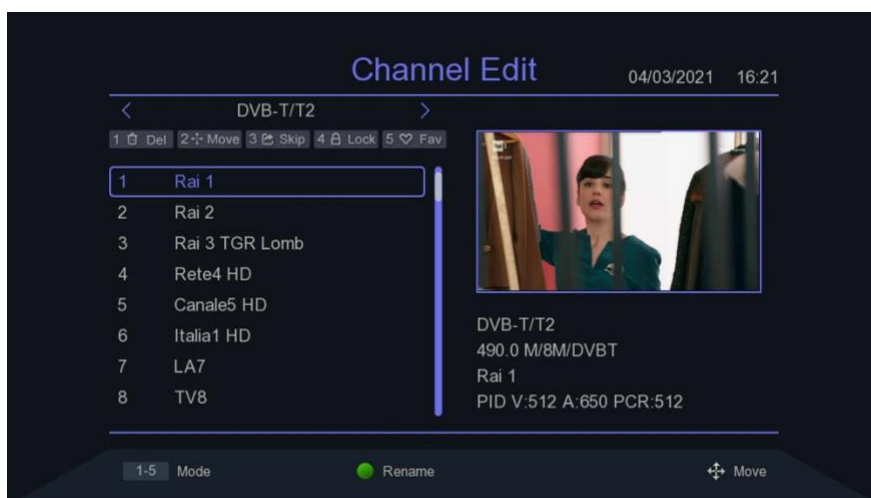 Channel Edit
04/03/2021 16:21
DVB-T/T2
1 Del 2 Move 3 Skip 4 Lock 5 Fav
1 Rai 1
2 Rai 2
3 Rai 3 TGR Lomb
4 Rete4 HD
5 Canale5 HD
6 Italia1 HD
7 LA7
8 TV8
DVB-T/T2
490.0 M/8M/DVBT
Rai 1
PID V:512 A:650 PCR:512
1-5 Mode
Rename
Move